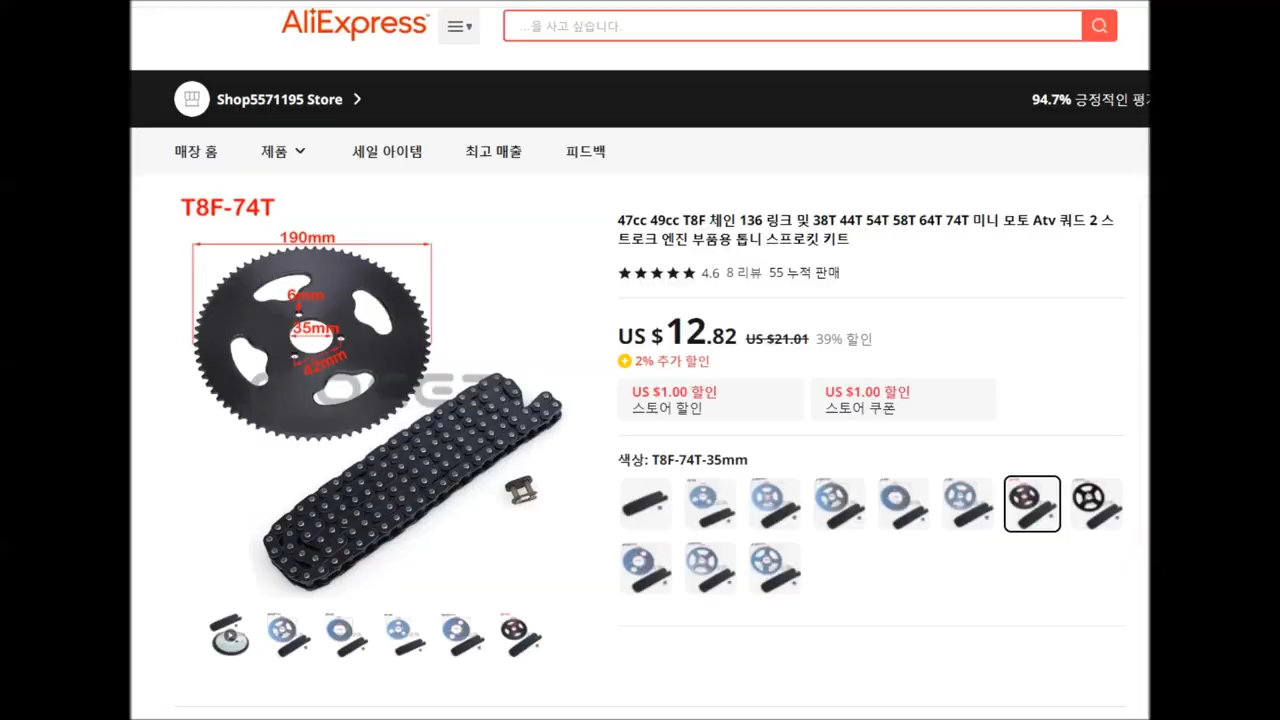 AliExpress
...을 사고 싶습니다.
Shop5571195 Store
94.7% 긍정적인
매장 홈
제품
세일 아이템
최고 매출
피드백
T8F-74T
190mm
6mm
35mm
42mm
47cc 49cc T8F 체인 136 링크 및 38T 44T 54T 58T 64T 74T 미니 모토 Atv 쿼드 2 스
트로크 엔진 부품용 톱니 스프로킷 키트
4.6 8 리뷰 55 누적 판매
US $12.82 US $21.01 39% 할인
2% 추가 할인
US $1.00 할인
스토어 할인
US $1.00 할인
스토어 쿠폰
색상: T8F-74T-35mm